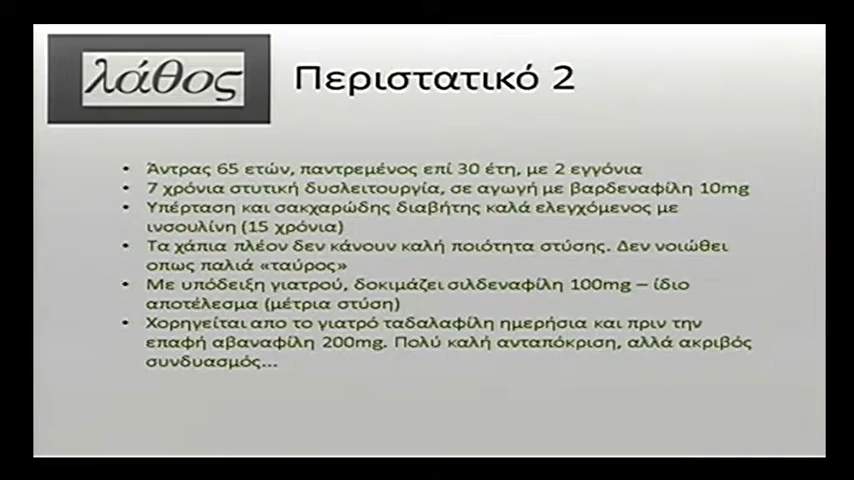 λάθος
Περιστατικό 2
• Άντρας 65 ετών, παντρεμένος επί 30 έτη, με 2 εγγόνια
• 7 χρόνια στυτική δυσλειτουργία, σε αγωγή με βαρδεναφίλη 10mg
• Υπέρταση και σακχαρώδης διαβήτης καλά ελεγχόμενος με
ινσουλίνη (15 χρόνια)
• Τα χάπια πλέον δεν κάνουν καλή ποιότητα στύσης. Δεν νοιώθει
οπως παλιά «ταύρος»
• Με υπόδειξη γιατρού, δοκιμάζει σιλδεναφίλη 100mg – ίδιο
αποτέλεσμα (μέτρια στύση)
• Χορηγείται απο το γιατρό ταδαλαφίλη ημερήσια και πριν την
επαφή αβαναφίλη 200mg. Πολύ καλή ανταπόκριση, αλλά ακριβός
συνδυασμός...